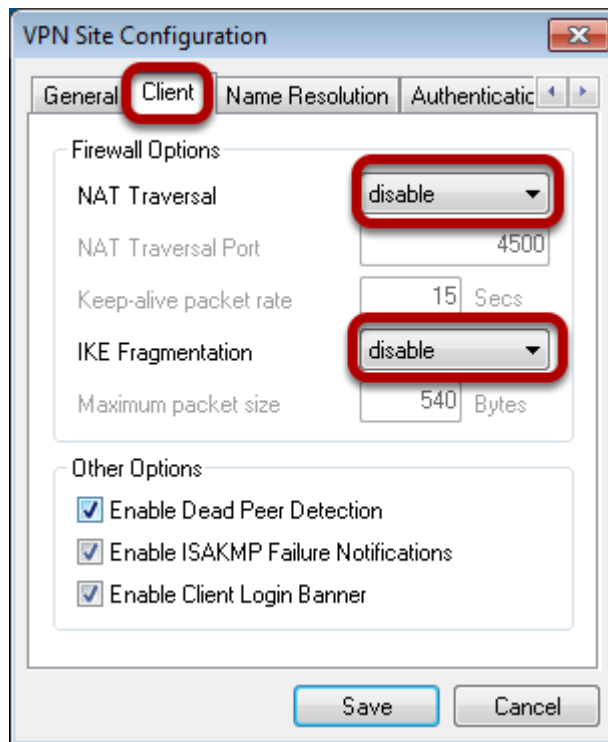 VPN Site Configuration
General Client Name Resolution Authenticatic
Firewall Options
NAT Traversal disable
NAT Traversal Port 4500
Keep-alive packet rate 15 Secs
IKE Fragmentation disable
Maximum packet size 540 Bytes
Other Options
Enable Dead Peer Detection
Enable ISAKMP Failure Notifications
Enable Client Login Banner
Save Cancel